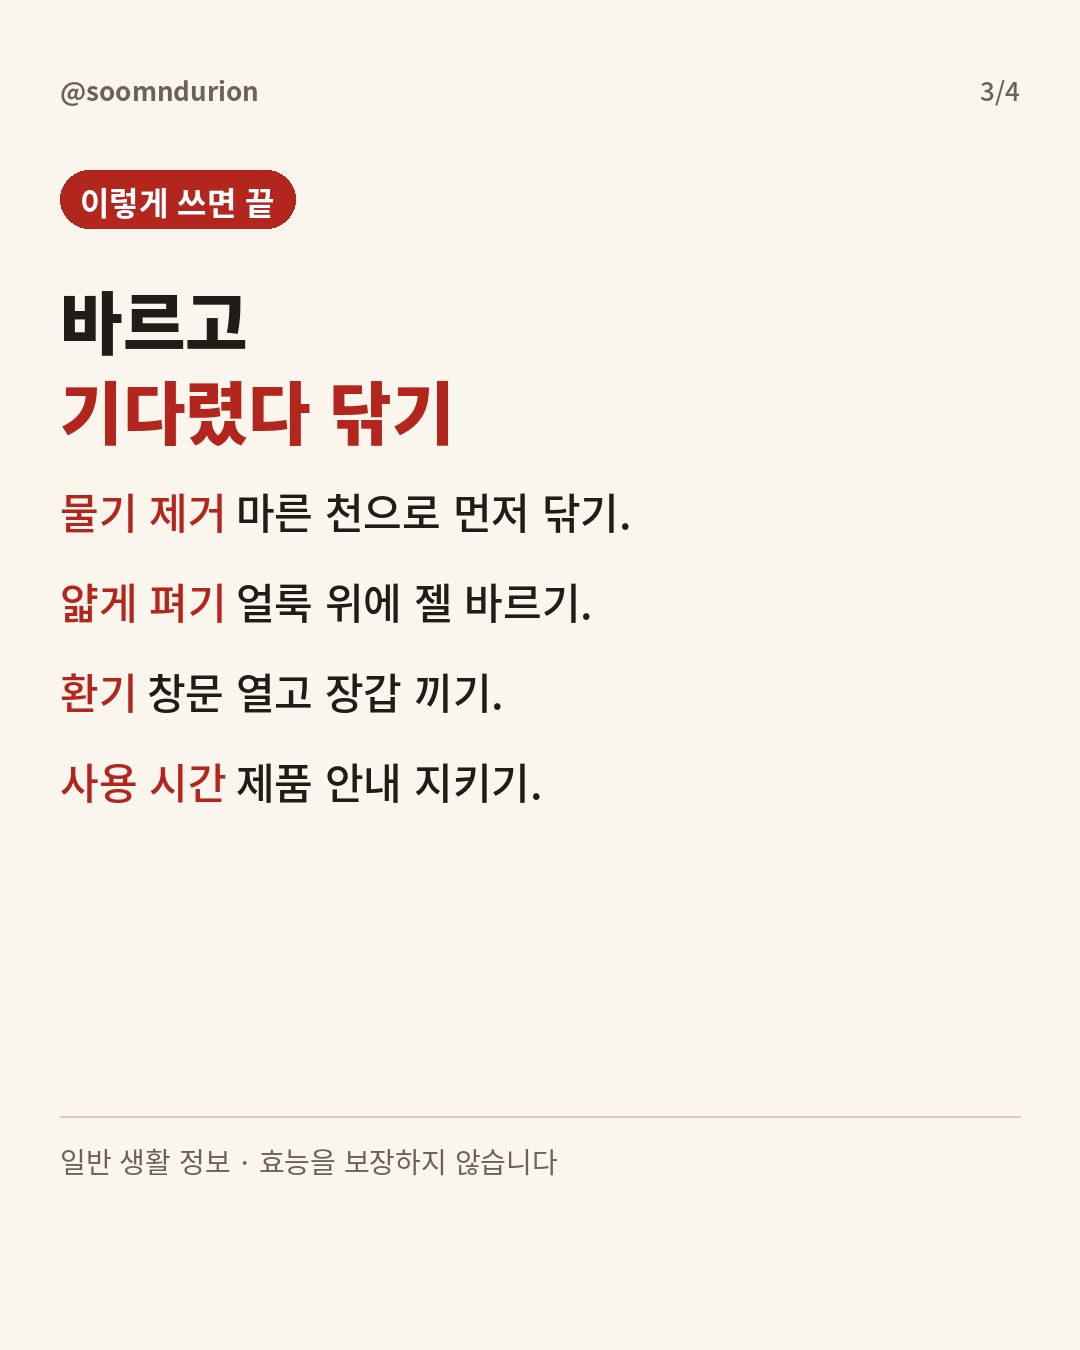 @soomndurion
3/4
이렇게 쓰면 끝
바르고
기다렸다 닦기
물기 제거 마른 천으로 먼저 닦기.
얇게 펴기 얼룩 위에 젤 바르기.
환기 창문 열고 장갑 끼기.
사용 시간 제품 안내 지키기.
일반 생활 정보 · 효능을 보장하지 않습니다